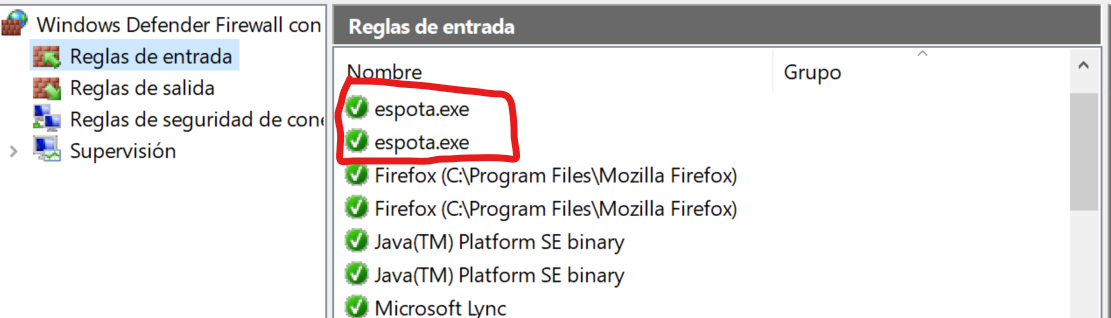 Windows Defender Firewall con
Reglas de entrada
Reglas de salida
Reglas de seguridad de con
Supervisión
Reglas de entrada
Nombre Grupo
espota.exe
espota.exe
Firefox (C:\Program Files\Mozilla Firefox)
Firefox (C:\Program Files\Mozilla Firefox)
Java(TM) Platform SE binary
Java(TM) Platform SE binary
Microsoft Lync